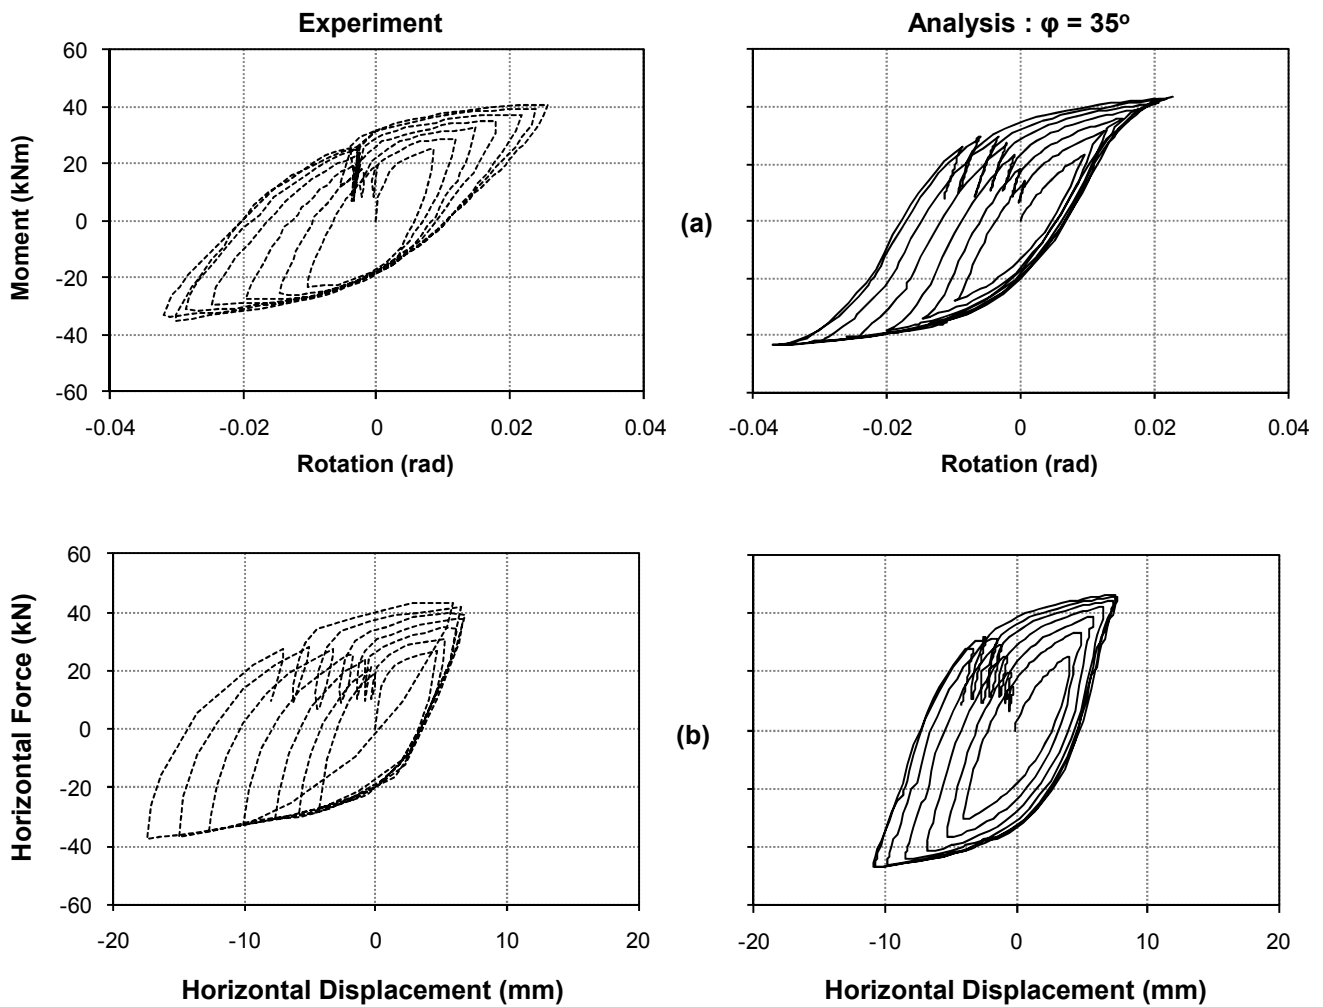 Experiment
Analysis : φ = 35º
Moment (kNm)
60
40
20
0
-20
-40
-60
-0.04 -0.02 0 0.02 0.04
Rotation (rad)
(a)
-0.04 -0.02 0 0.02 0.04
Rotation (rad)
Horizontal Force (kN)
60
40
20
0
-20
-40
-60
-20 -10 0 10 20
Horizontal Displacement (mm)
(b)
-20 -10 0 10 20
Horizontal Displacement (mm)